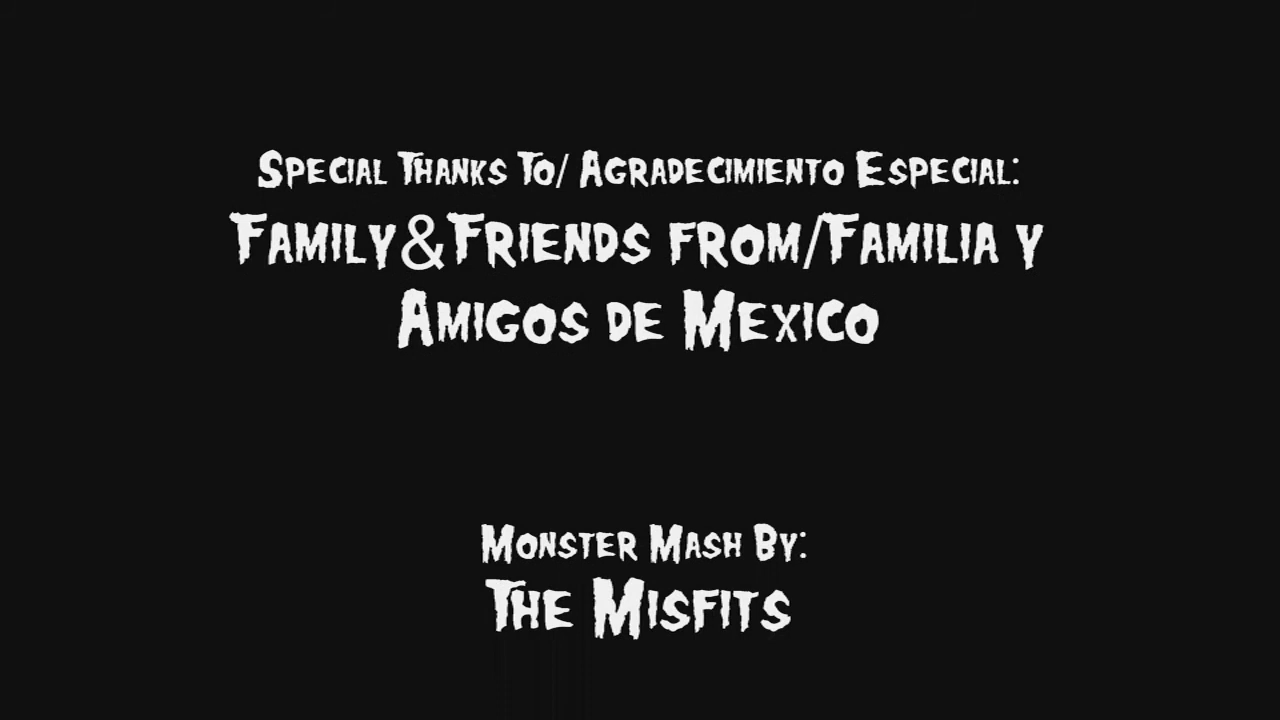 Special Thanks To/ Agradecimiento Especial:
Family&Friends from/Familia y
Amigos de Mexico
Monster Mash By:
The Misfits